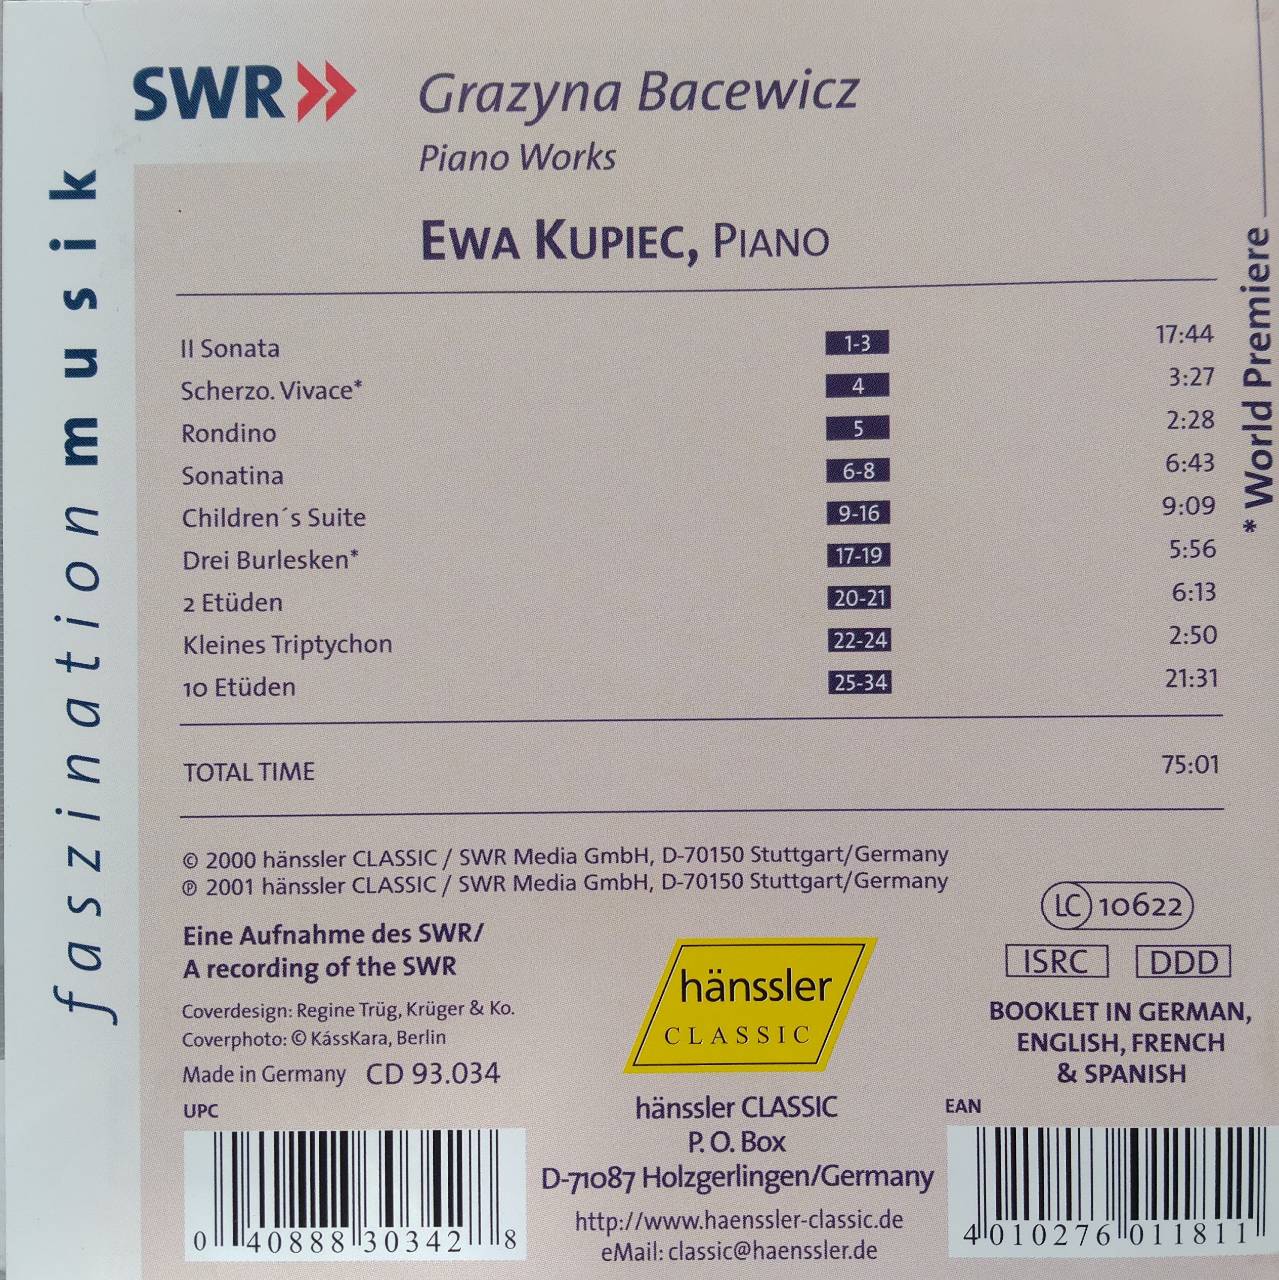 SWR
Grazyna Bacewicz
Piano Works
EWA KUPIEC, PIANO
faszination musik
* World Premiere
II Sonata 1-3 17:44
Scherzo. Vivace* 4 3:27
Rondino 5 2:28
Sonatina 6-8 6:43
Children´s Suite 9-16 9:09
Drei Burlesken* 17-19 5:56
2 Etüden 20-21 6:13
Kleines Triptychon 22-24 2:50
10 Etüden 25-34 21:31
TOTAL TIME 75:01
© 2000 hänssler CLASSIC / SWR Media GmbH, D-70150 Stuttgart/Germany
℗ 2001 hänssler CLASSIC / SWR Media GmbH, D-70150 Stuttgart/Germany
Eine Aufnahme des SWR/
A recording of the SWR
Coverdesign: Regine Trüg, Krüger & Ko.
Coverphoto: © KássKara, Berlin
Made in Germany CD 93.034
UPC
0 40888 30342 8
hänssler
CLASSIC
hänssler CLASSIC
P. O. Box
D-71087 Holzgerlingen/Germany
http://www.haenssler-classic.de
eMail: classic@haenssler.de
LC 10622
ISRC DDD
BOOKLET IN GERMAN,
ENGLISH, FRENCH
& SPANISH
EAN
4 010276 011811